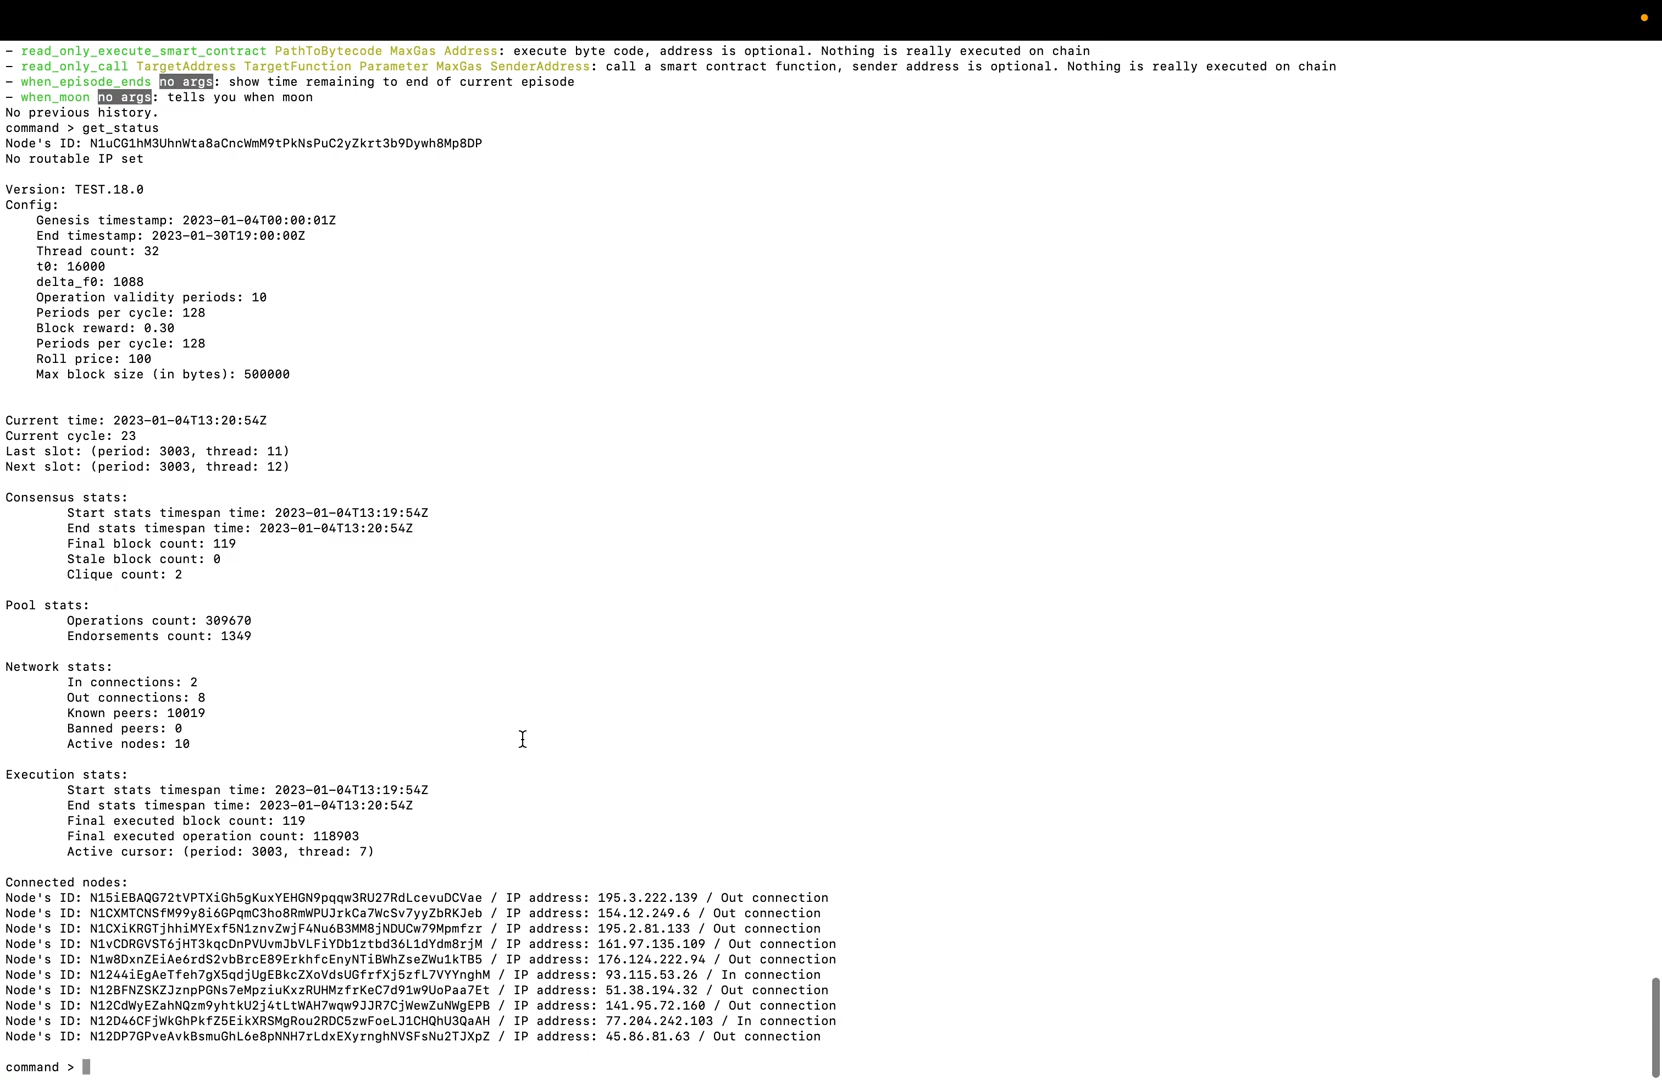 - read_only_execute_smart_contract PathToBytecode MaxGas Address: execute byte code, address is optional. Nothing is really executed on chain
- read_only_call TargetAddress TargetFunction Parameter MaxGas SenderAddress: call a smart contract function, sender address is optional. Nothing is really executed on chain
- when_episode_ends no args: show time remaining to end of current episode
- when_moon no args: tells you when moon
No previous history.
command > get_status
Node's ID: N1uCG1hM3UhnWta8aCncWmM9tPkNsPuC2yZkrt3b9Dywh8Mp8DP
No routable IP set
Version: TEST.18.0
Config:
Genesis timestamp: 2023-01-04T00:00:01Z
End timestamp: 2023-01-30T19:00:00Z
Thread count: 32
t0: 16000
delta_f0: 1088
Operation validity periods: 10
Periods per cycle: 128
Block reward: 0.30
Periods per cycle: 128
Roll price: 100
Max block size (in bytes): 500000
Current time: 2023-01-04T13:20:54Z
Current cycle: 23
Last slot: (period: 3003, thread: 11)
Next slot: (period: 3003, thread: 12)
Consensus stats:
Start stats timespan time: 2023-01-04T13:19:54Z
End stats timespan time: 2023-01-04T13:20:54Z
Final block count: 119
Stale block count: 0
Clique count: 2
Pool stats:
Operations count: 309670
Endorsements count: 1349
Network stats:
In connections: 2
Out connections: 8
Known peers: 10019
Banned peers: 0
Active nodes: 10
Execution stats:
Start stats timespan time: 2023-01-04T13:19:54Z
End stats timespan time: 2023-01-04T13:20:54Z
Final executed block count: 119
Final executed operation count: 118903
Active cursor: (period: 3003, thread: 7)
Connected nodes:
Node's ID: N15iEBAQG72tVPTXiGh5gKuxYEHGN9pqqw3RU27RdLcevuDCVae / IP address: 195.3.222.139 / Out connection
Node's ID: N1CXMTCNSfM99y8i6GPqmC3ho8RmWPUJrkCa7WcSv7yyZbRKJeb / IP address: 154.12.249.6 / Out connection
Node's ID: N1CXiKRGTjhhiMYExf5N1znvZwjF4Nu6B3MM8jNDUCw79Mpmfzr / IP address: 195.2.81.133 / Out connection
Node's ID: N1vCDRGVST6jHT3kqcDnPVUvmJbVLFiYDb1ztbd36L1dYdm8rjM / IP address: 161.97.135.109 / Out connection
Node's ID: N1w8DxnZEiAe6rdS2vbBrcE89ErkhfcEnyNTiBWhZseZWu1kTB5 / IP address: 176.124.222.94 / Out connection
Node's ID: N1244iEgAeTfeh7gX5qdjUgEBkcZXoVdsUGfrfXj5zfL7VYYnghM / IP address: 93.115.53.26 / In connection
Node's ID: N12BFNZSKZJznpPGNs7eMpziuKxzRUHMzfrKeC7d91w9UoPaa7Et / IP address: 51.38.194.32 / Out connection
Node's ID: N12CdWyEZahNQzm9yhtkU2j4tLtWAH7wqw9JJR7CjWewZuNWgEPB / IP address: 141.95.72.160 / Out connection
Node's ID: N12D46CFjWkGhPkfZ5EikXRSMgRou2RDC5zwFoeLJ1CHQhU3QaAH / IP address: 77.204.242.103 / In connection
Node's ID: N12DP7GPveAvkBsmuGhL6e8pNNH7rLdxEXyrnghNVSFsNu2TJXpZ / IP address: 45.86.81.63 / Out connection
command >